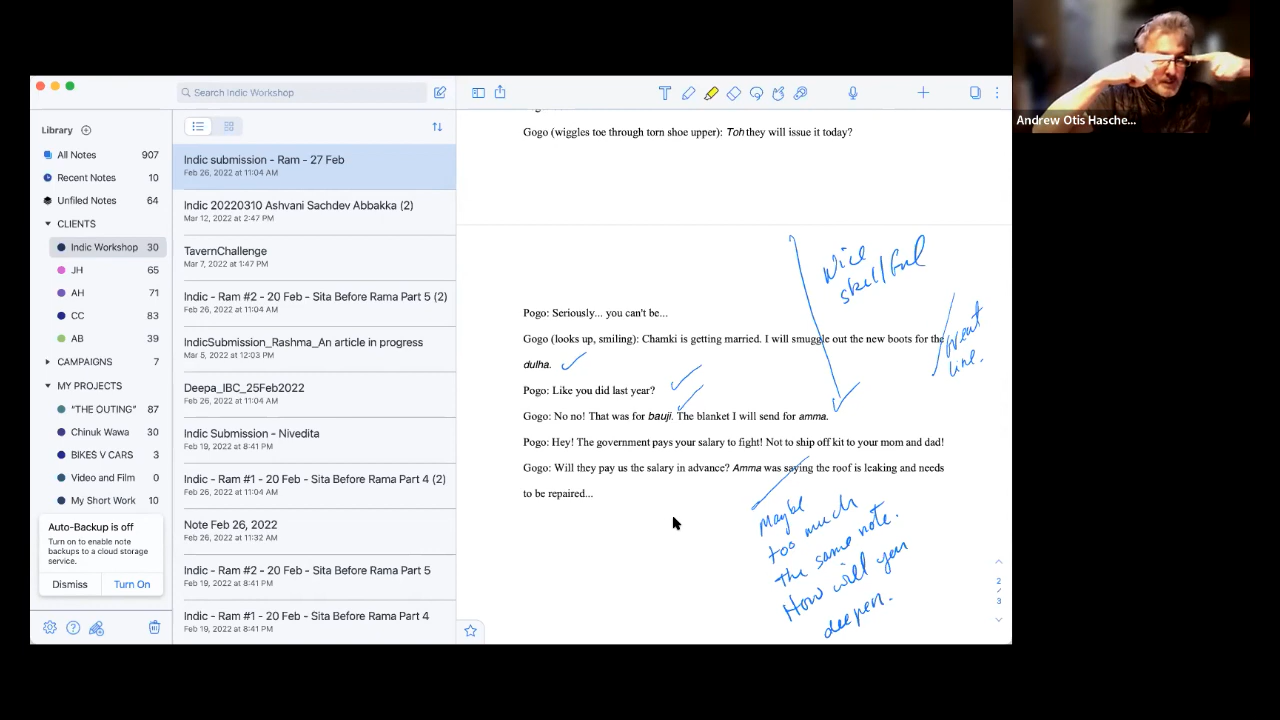 Search Indic Workshop
Library
All Notes 907
Recent Notes 10
Unfiled Notes 64
CLIENTS
Indic Workshop 30
JH 65
AH 71
CC 83
AB 39
CAMPAIGNS
MY PROJECTS
“THE OUTING” 87
Chinuk Wawa 30
BIKES V CARS 3
Video and Film 0
My Short Work 10
Auto-Backup is off
Turn on to enable note
backups to a cloud storage
service.
Dismiss Turn On
Indic submission - Ram - 27 Feb
Feb 26, 2022 at 11:04 AM
Indic 20220310 Ashvani Sachdev Abbakka (2)
Mar 12, 2022 at 2:47 PM
TavernChallenge
Mar 7, 2022 at 1:47 PM
Indic - Ram #2 - 20 Feb - Sita Before Rama Part 5 (2)
Feb 26, 2022 at 11:04 AM
IndicSubmission_Rashma_An article in progress
Mar 5, 2022 at 12:03 PM
Deepa_IBC_25Feb2022
Feb 26, 2022 at 11:04 AM
Indic Submission - Nivedita
Feb 19, 2022 at 8:41 PM
Indic - Ram #1 - 20 Feb - Sita Before Rama Part 4 (2)
Feb 26, 2022 at 11:04 AM
Note Feb 26, 2022
Feb 26, 2022 at 11:32 AM
Indic - Ram #2 - 20 Feb - Sita Before Rama Part 5
Feb 19, 2022 at 8:41 PM
Indic - Ram #1 - 20 Feb - Sita Before Rama Part 4
Feb 19, 2022 at 8:41 PM
Gogo (wiggles toe through torn shoe upper): Toh they will issue it today?
Nice
skillful
Pogo: Seriously... you can't be...
Gogo (looks up, smiling): Chamki is getting married. I will smuggle out the new boots for the
dulha.
Great
line.
Pogo: Like you did last year?
Gogo: No no! That was for bauji. The blanket I will send for amma.
Pogo: Hey! The government pays your salary to fight! Not to ship off kit to your mom and dad!
Gogo: Will they pay us the salary in advance? Amma was saying the roof is leaking and needs
to be repaired...
Maybe
too much
the same note.
How will you
deepen.
2
3
Andrew Otis Hasche...